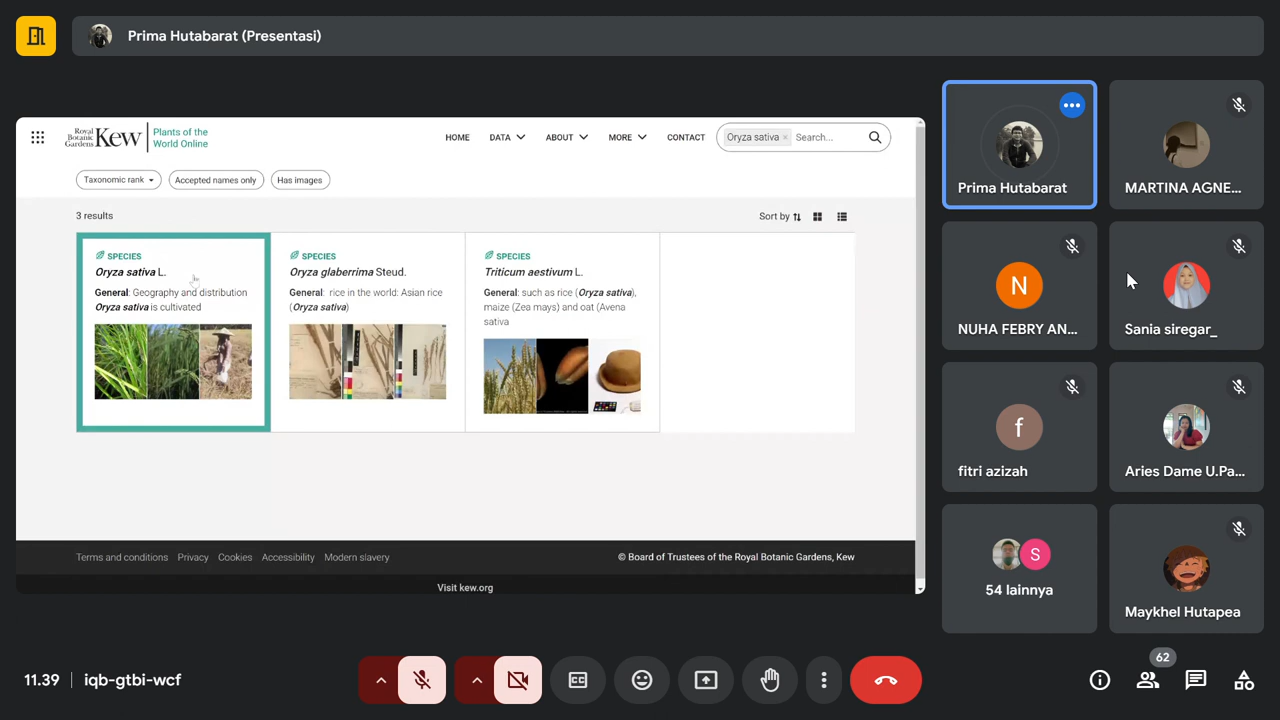 Prima Hutabarat (Presentasi)
Royal Botanic Gardens Kew
Plants of the World Online
HOME
DATA
ABOUT
MORE
CONTACT
Oryza sativa ×
Search...
Taxonomic rank
Accepted names only
Has images
3 results
Sort by
SPECIES
Oryza sativa L.
General: Geography and distribution
Oryza sativa is cultivated
SPECIES
Oryza glaberrima Steud.
General: rice in the world: Asian rice
(Oryza sativa)
SPECIES
Triticum aestivum L.
General: such as rice (Oryza sativa),
maize (Zea mays) and oat (Avena
sativa
Terms and conditions
Privacy
Cookies
Accessibility
Modern slavery
© Board of Trustees of the Royal Botanic Gardens, Kew
Visit kew.org
Prima Hutabarat
MARTINA AGNE...
N
NUHA FEBRY AN...
Sania siregar_
f
fitri azizah
Aries Dame U.Pa...
S
54 lainnya
Maykhel Hutapea
11.39
iqb-gtbi-wcf
CC
62